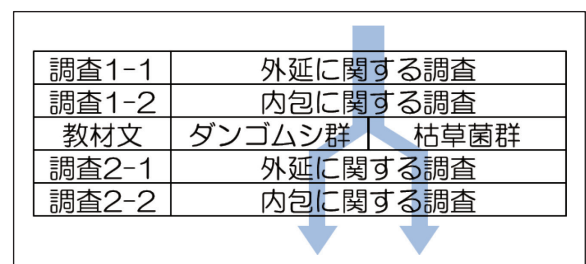 調査1-1 外延に関する調査
調査1-2 内包に関する調査
教材文 ダンゴムシ群 枯草菌群
調査2-1 外延に関する調査
調査2-2 内包に関する調査